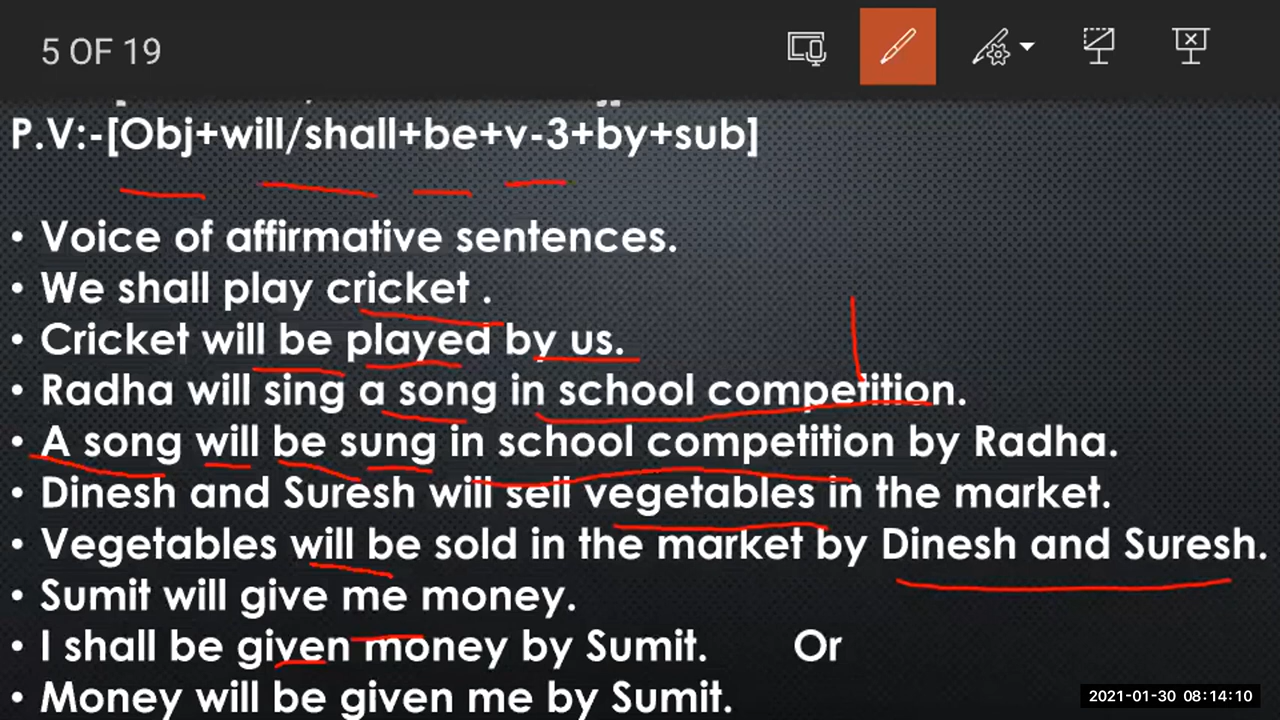 5 OF 19
P.V:-[Obj+will/shall+be+v-3+by+sub]
• Voice of affirmative sentences.
• We shall play cricket .
• Cricket will be played by us.
• Radha will sing a song in school competition.
• A song will be sung in school competition by Radha.
• Dinesh and Suresh will sell vegetables in the market.
• Vegetables will be sold in the market by Dinesh and Suresh.
• Sumit will give me money.
• I shall be given money by Sumit. Or
• Money will be given me by Sumit.
2021-01-30 08:14:10